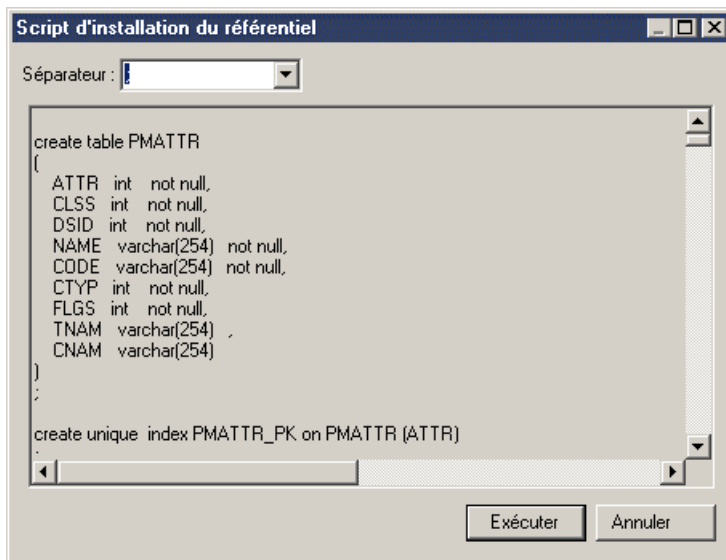 Script d'installation du référentiel
Séparateur : ;
create table PMATTR
(
ATTR int not null,
CLSS int not null,
DSID int not null,
NAME varchar(254) not null,
CODE varchar(254) not null,
CTYP int not null,
FLGS int not null,
TNAM varchar(254) ,
CNAM varchar(254)
)
;
create unique index PMATTR_PK on PMATTR (ATTR)
Exécuter Annuler